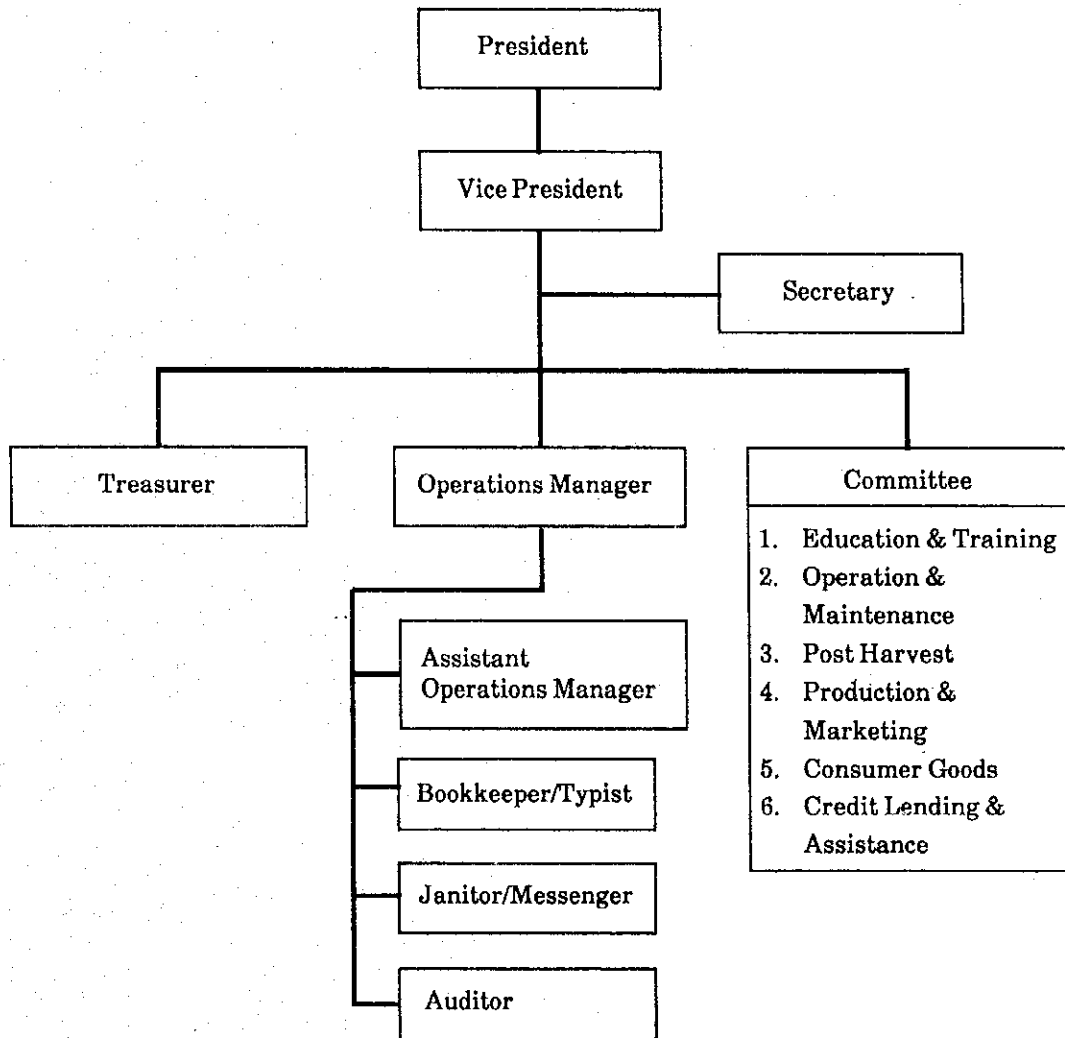 President
Vice President
Secretary
Treasurer
Operations Manager
Committee
1. Education & Training
2. Operation &
Maintenance
3. Post Harvest
4. Production &
Marketing
5. Consumer Goods
6. Credit Lending &
Assistance
Assistant
Operations Manager
Bookkeeper/Typist
Janitor/Messenger
Auditor